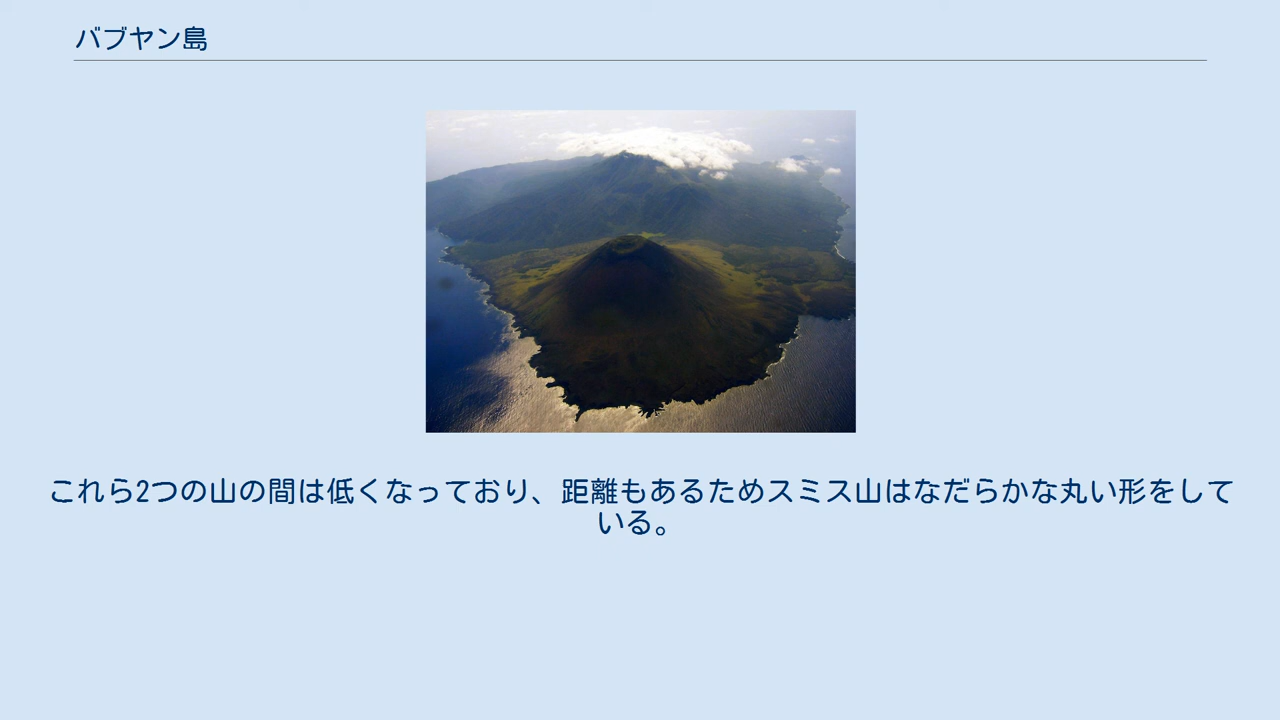 バブヤン島
これら2つの山の間は低くなっており、距離もあるためスミス山はなだらかな丸い形をして
いる。